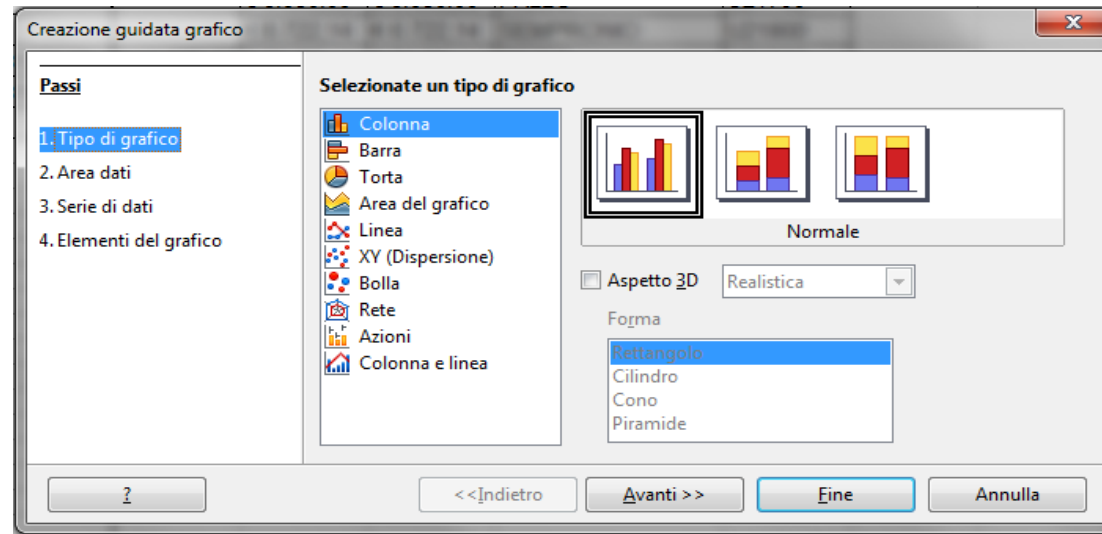 Creazione guidata grafico
Passi
1. Tipo di grafico
2. Area dati
3. Serie di dati
4. Elementi del grafico
Selezionate un tipo di grafico
Colonna
Barra
Torta
Area del grafico
Linea
XY (Dispersione)
Bolla
Rete
Azioni
Colonna e linea
Normale
Aspetto 3D
Realistica
Forma
Rettangolo
Cilindro
Cono
Piramide
?
<<Indietro
Avanti >>
Fine
Annulla